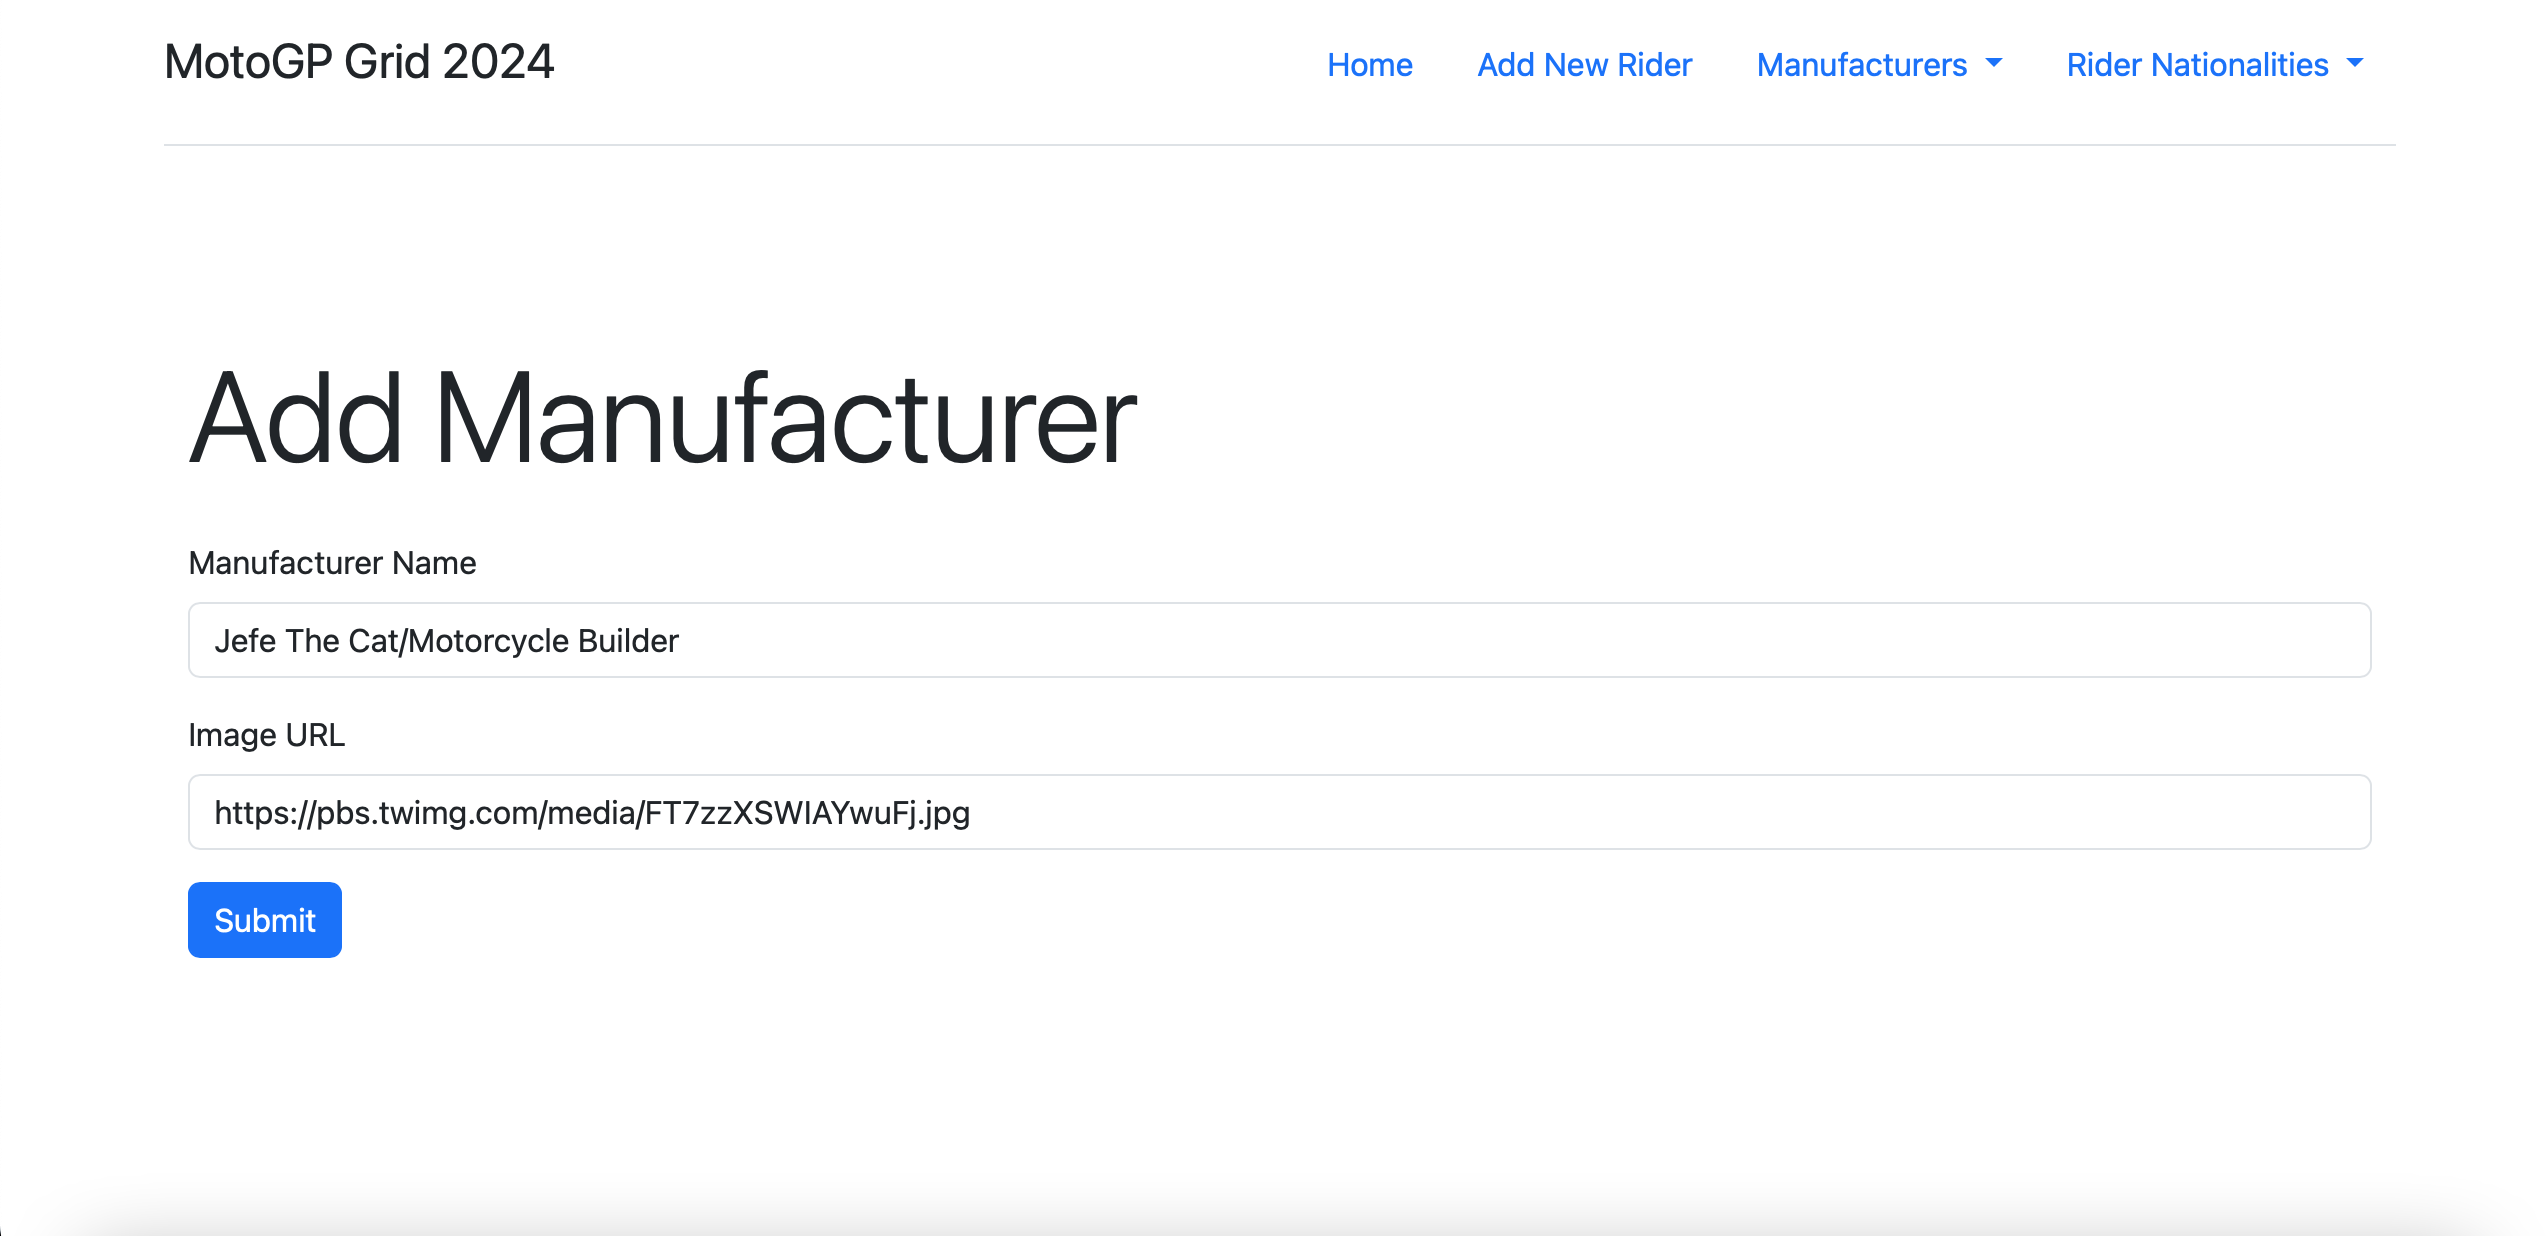 MotoGP Grid 2024
Home Add New Rider Manufacturers Rider Nationalities
Add Manufacturer
Manufacturer Name
Jefe The Cat/Motorcycle Builder
Image URL
https://pbs.twimg.com/media/FT7zzXSWIAYwuFj.jpg
Submit